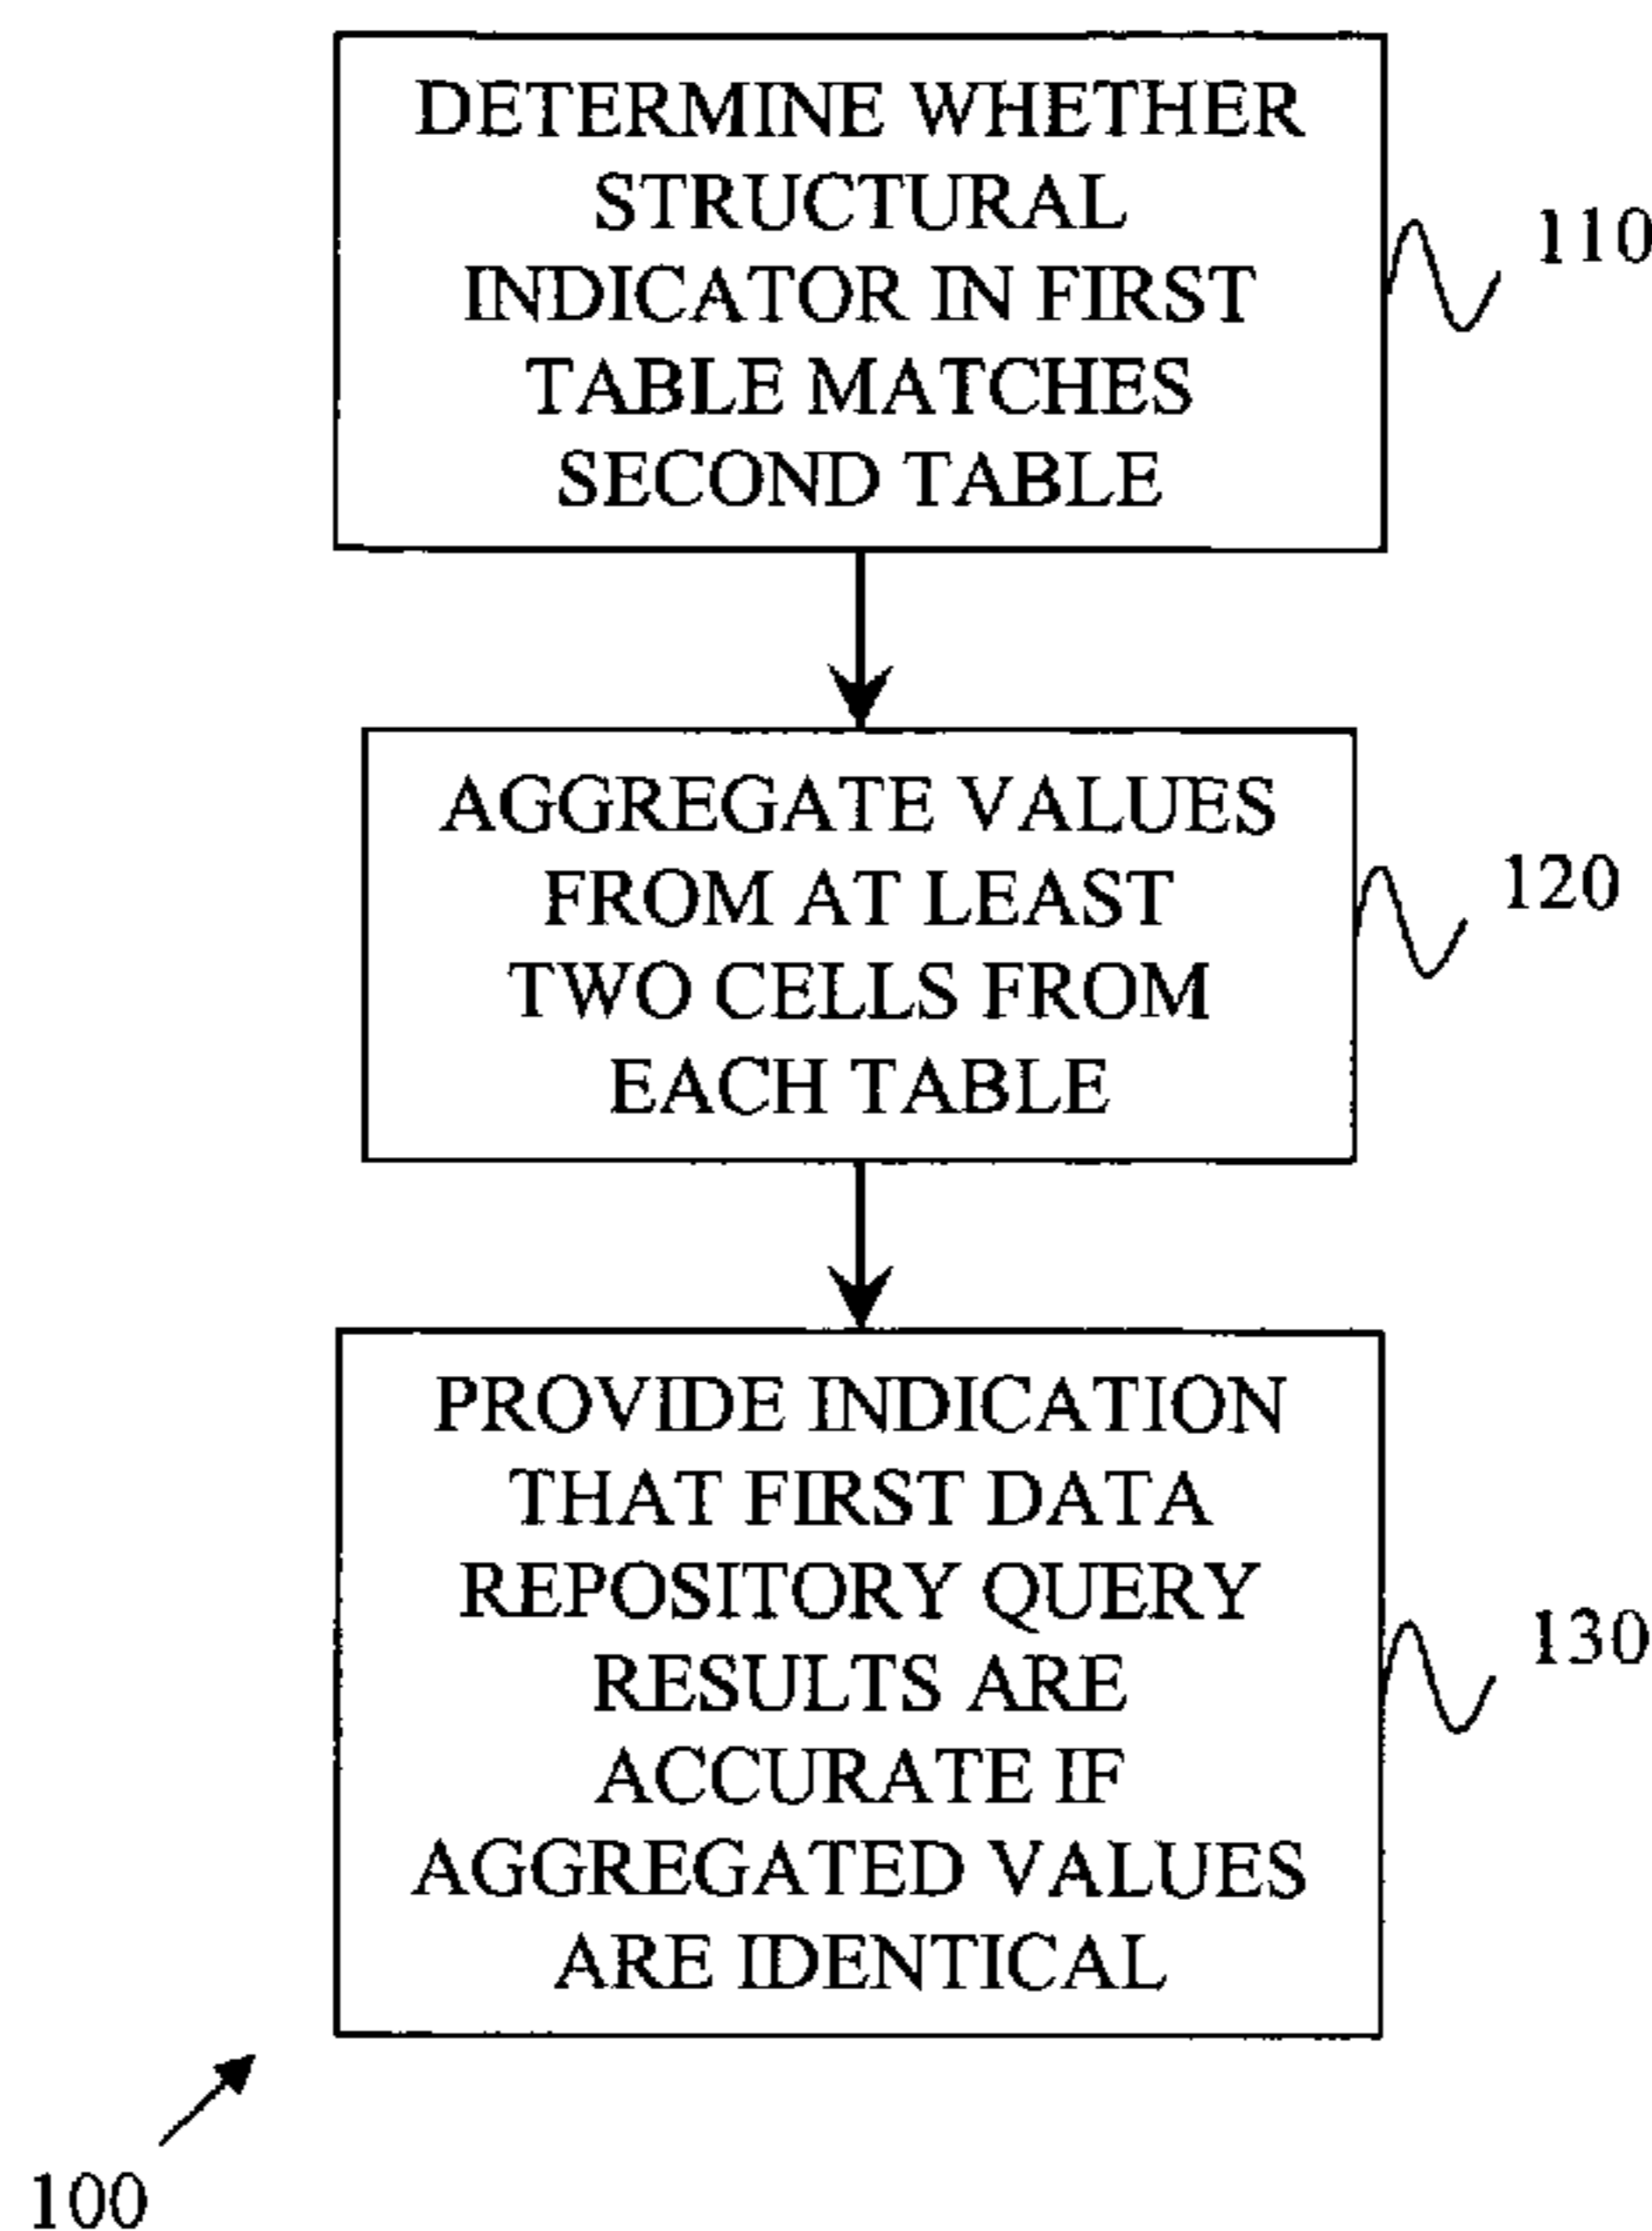 DETERMINE WHETHER
STRUCTURAL
INDICATOR IN FIRST
TABLE MATCHES
SECOND TABLE
110
AGGREGATE VALUES
FROM AT LEAST
TWO CELLS FROM
EACH TABLE
120
PROVIDE INDICATION
THAT FIRST DATA
REPOSITORY QUERY
RESULTS ARE
ACCURATE IF
AGGREGATED VALUES
ARE IDENTICAL
130
100